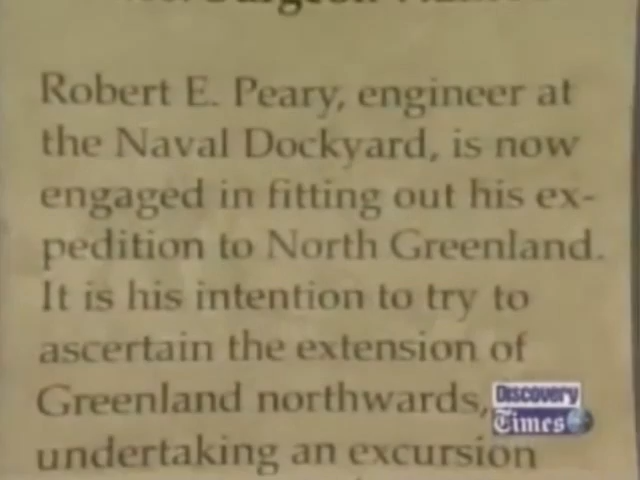 Robert E. Peary, engineer at
the Naval Dockyard, is now
engaged in fitting out his ex-
pedition to North Greenland.
It is his intention to try to
ascertain the extension of
Greenland northwards,
undertaking an excursion
Discovery
Times